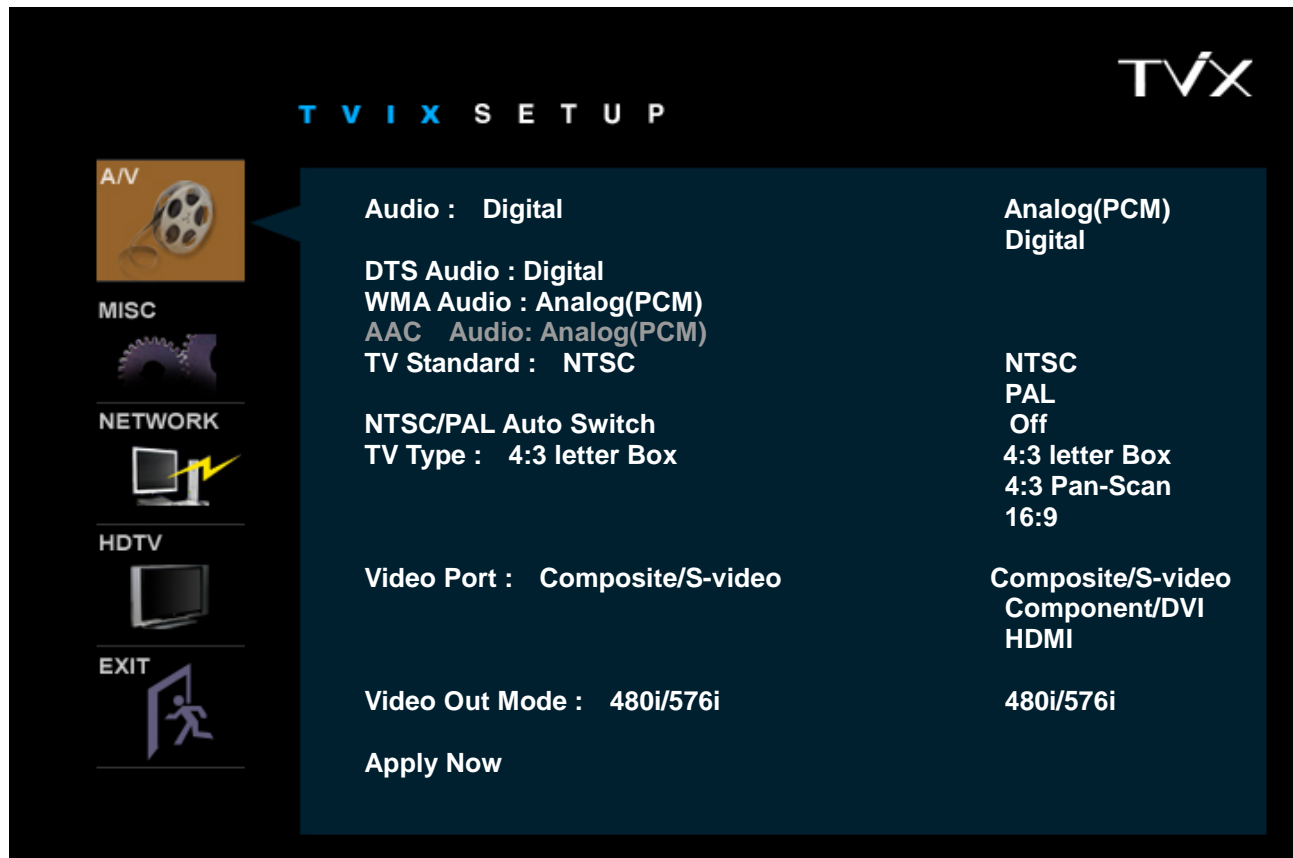 TViX
TVIX SETUP
A/V
MISC
NETWORK
HDTV
EXIT
Audio : Digital Analog(PCM)
Digital
DTS Audio : Digital
WMA Audio : Analog(PCM)
AAC Audio: Analog(PCM)
TV Standard : NTSC NTSC
PAL
NTSC/PAL Auto Switch Off
TV Type : 4:3 letter Box 4:3 letter Box
4:3 Pan-Scan
16:9
Video Port : Composite/S-video Composite/S-video
Component/DVI
HDMI
Video Out Mode : 480i/576i 480i/576i
Apply Now